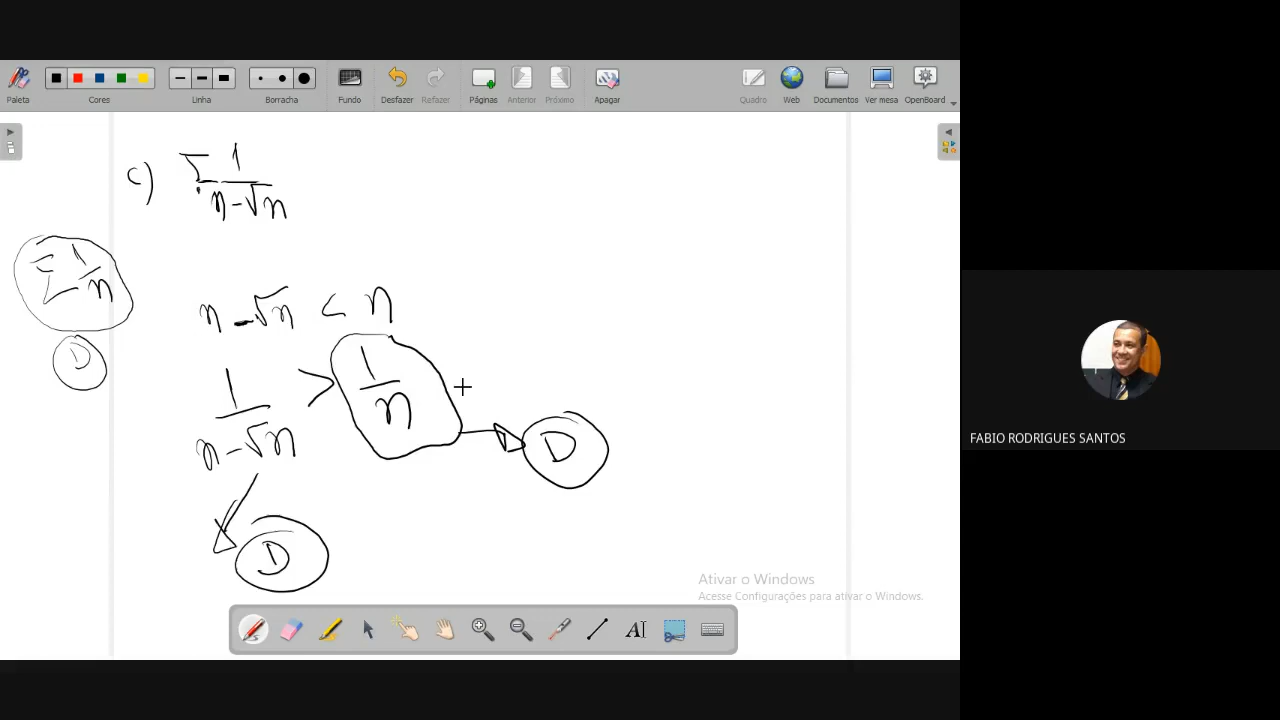 Paleta Cores Linha Borracha Fundo Desfazer Refazer Páginas Anterior Próximo Apagar Quadro Web Documentos Ver mesa OpenBoard
c) Σ 1/(n-√n)
Σ 1/n
D
n - √n < n
1/(n-√n) > 1/n
D
D
FABIO RODRIGUES SANTOS
Ativar o Windows
Acesse Configurações para ativar o Windows.
AI